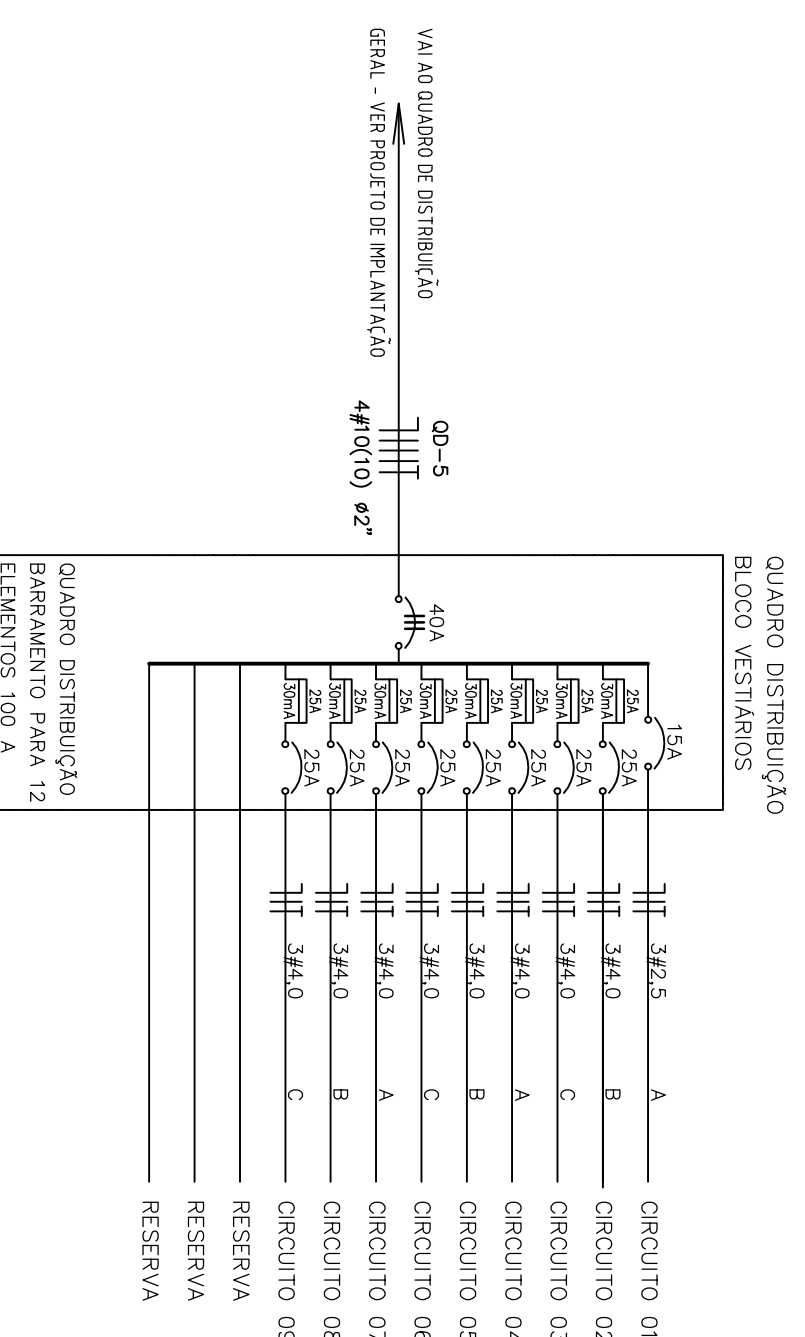 QUADRO DISTRIBUIÇÃO
BLOCO VESTIÁRIOS
VAI AO QUADRO DE DISTRIBUIÇÃO
GERAL - VER PROJETO DE IMPLANTAÇÃO
QD-5
4#10(10) ø2"
40A
15A
3#2,5
A
CIRCUITO 01
25A
30mA
25A
3#4,0
B
CIRCUITO 02
25A
30mA
25A
3#4,0
C
CIRCUITO 03
25A
30mA
25A
3#4,0
A
CIRCUITO 04
25A
30mA
25A
3#4,0
B
CIRCUITO 05
25A
30mA
25A
3#4,0
C
CIRCUITO 06
25A
30mA
25A
3#4,0
A
CIRCUITO 07
25A
30mA
25A
3#4,0
B
CIRCUITO 08
25A
30mA
25A
3#4,0
C
CIRCUITO 09
RESERVA
RESERVA
RESERVA
QUADRO DISTRIBUIÇÃO
BARRAMENTO PARA 12
ELEMENTOS 100 A